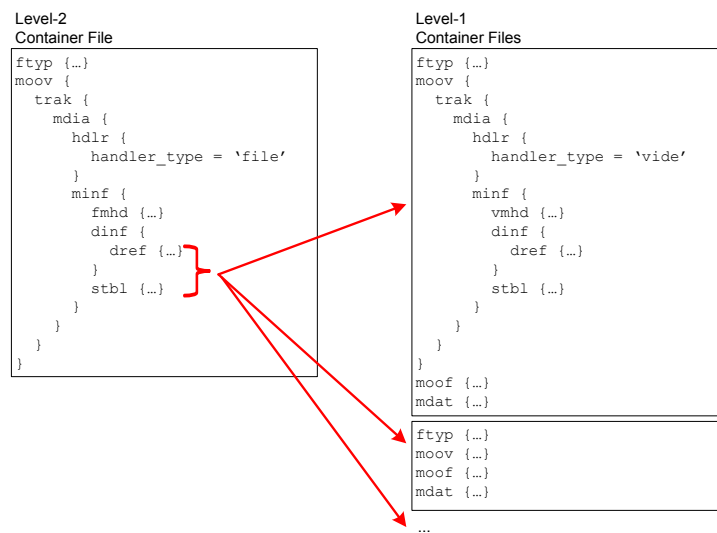 Level-2
Container File
ftyp {…}
moov {
  trak {
    mdia {
      hdlr {
        handler_type = ‘file’
      }
      minf {
        fmhd {…}
        dinf {
          dref {…}
        }
        stbl {…}
      }
    }
  }
}
Level-1
Container Files
ftyp {…}
moov {
  trak {
    mdia {
      hdlr {
        handler_type = ‘vide’
      }
      minf {
        vmhd {…}
        dinf {
          dref {…}
        }
        stbl {…}
      }
    }
  }
}
moof {…}
mdat {…}
ftyp {…}
moov {…}
moof {…}
mdat {…}
...